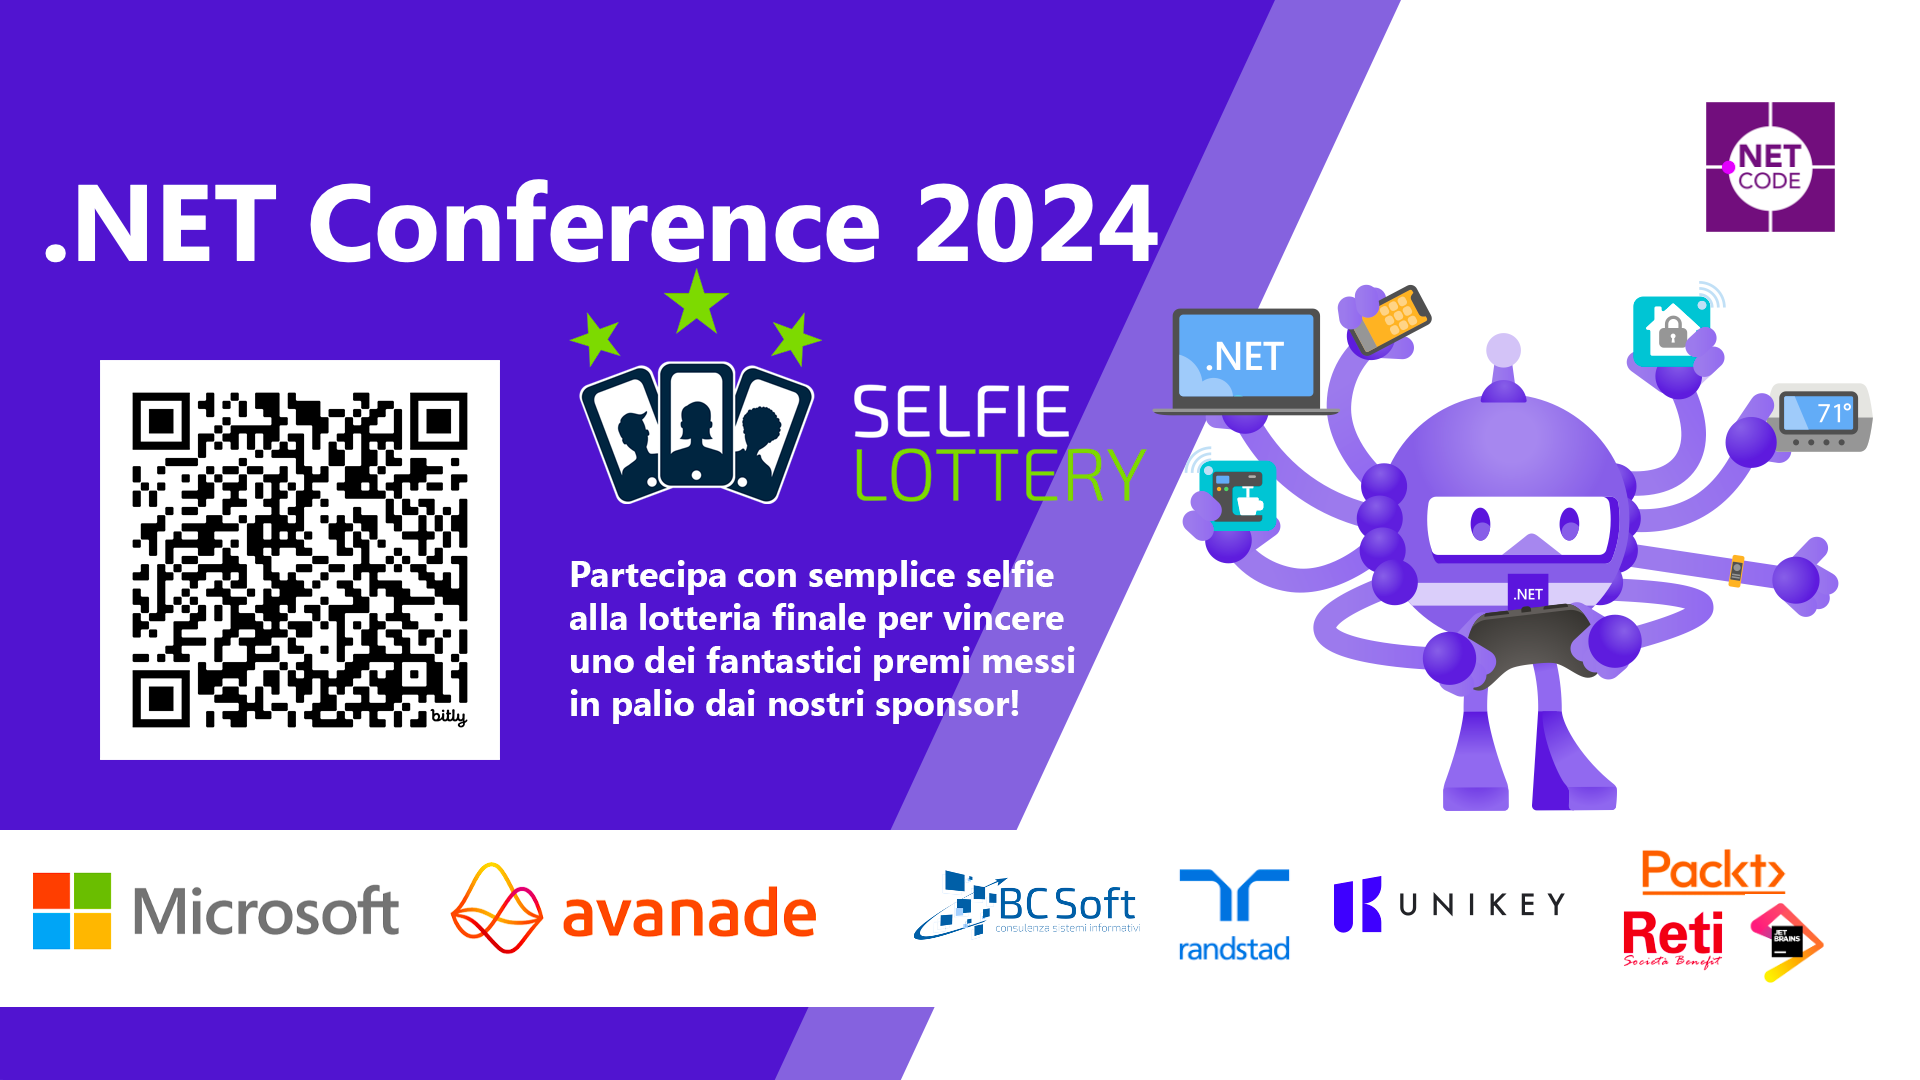 .NET Conference 2024
NET
CODE
SELFIE
LOTTERY
.NET
71°
Partecipa con semplice selfie
alla lotteria finale per vincere
uno dei fantastici premi messi
in palio dai nostri sponsor!
bitly
.NET
Microsoft
avanade
BC Soft
consulenza sistemi informativi
randstad
UNIKEY
Packt>
Reti
Società Benefit
JET
BRAINS